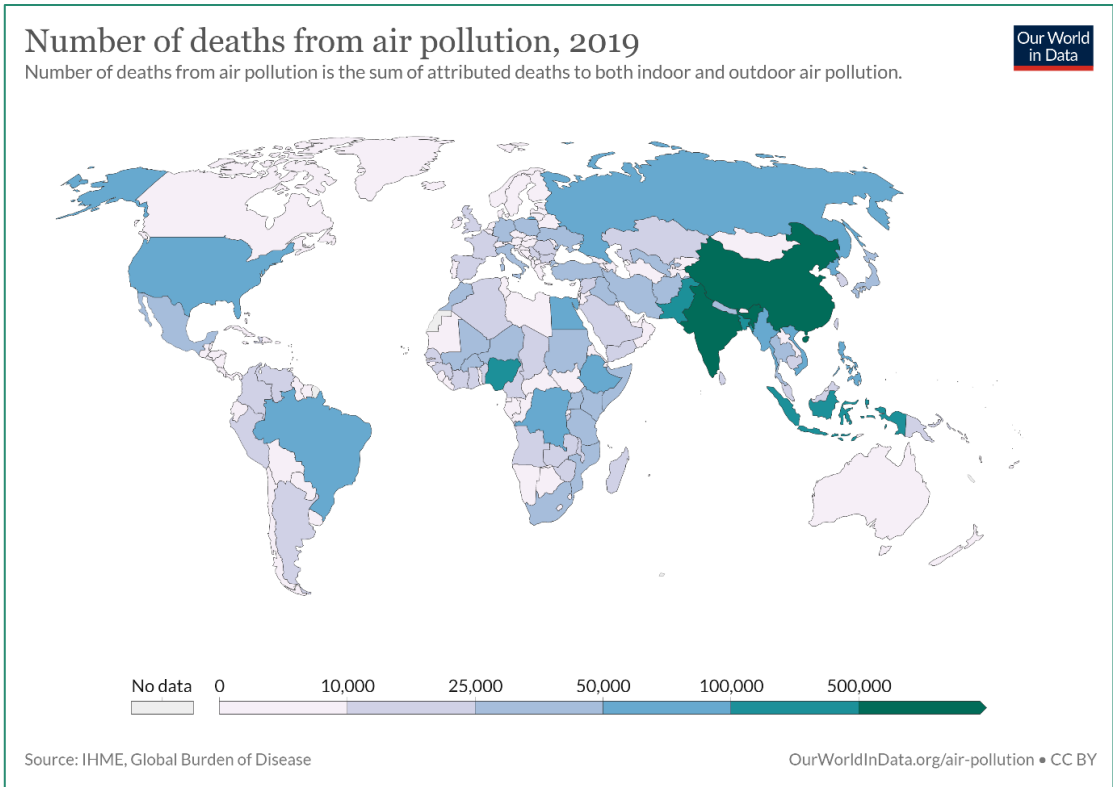 Number of deaths from air pollution, 2019
Number of deaths from air pollution is the sum of attributed deaths to both indoor and outdoor air pollution.
Our World
in Data
No data 0 10,000 25,000 50,000 100,000 500,000
Source: IHME, Global Burden of Disease
OurWorldInData.org/air-pollution • CC BY